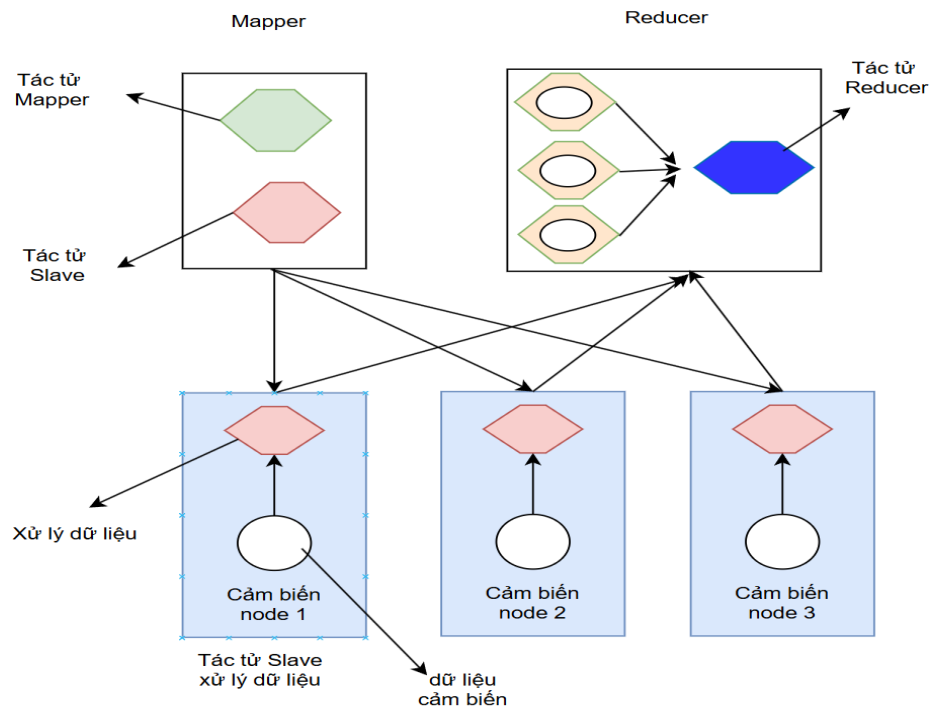 Mapper
Reducer
Tác tử
Mapper
Tác tử
Reducer
Tác tử
Slave
Xử lý dữ liệu
Cảm biến
node 1
Cảm biến
node 2
Cảm biến
node 3
Tác tử Slave
xử lý dữ liệu
dữ liệu
cảm biến